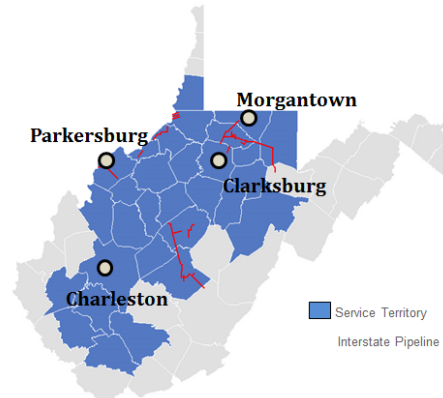 Morgantown
Parkersburg
Clarksburg
Charleston
Service Territory
Interstate Pipeline